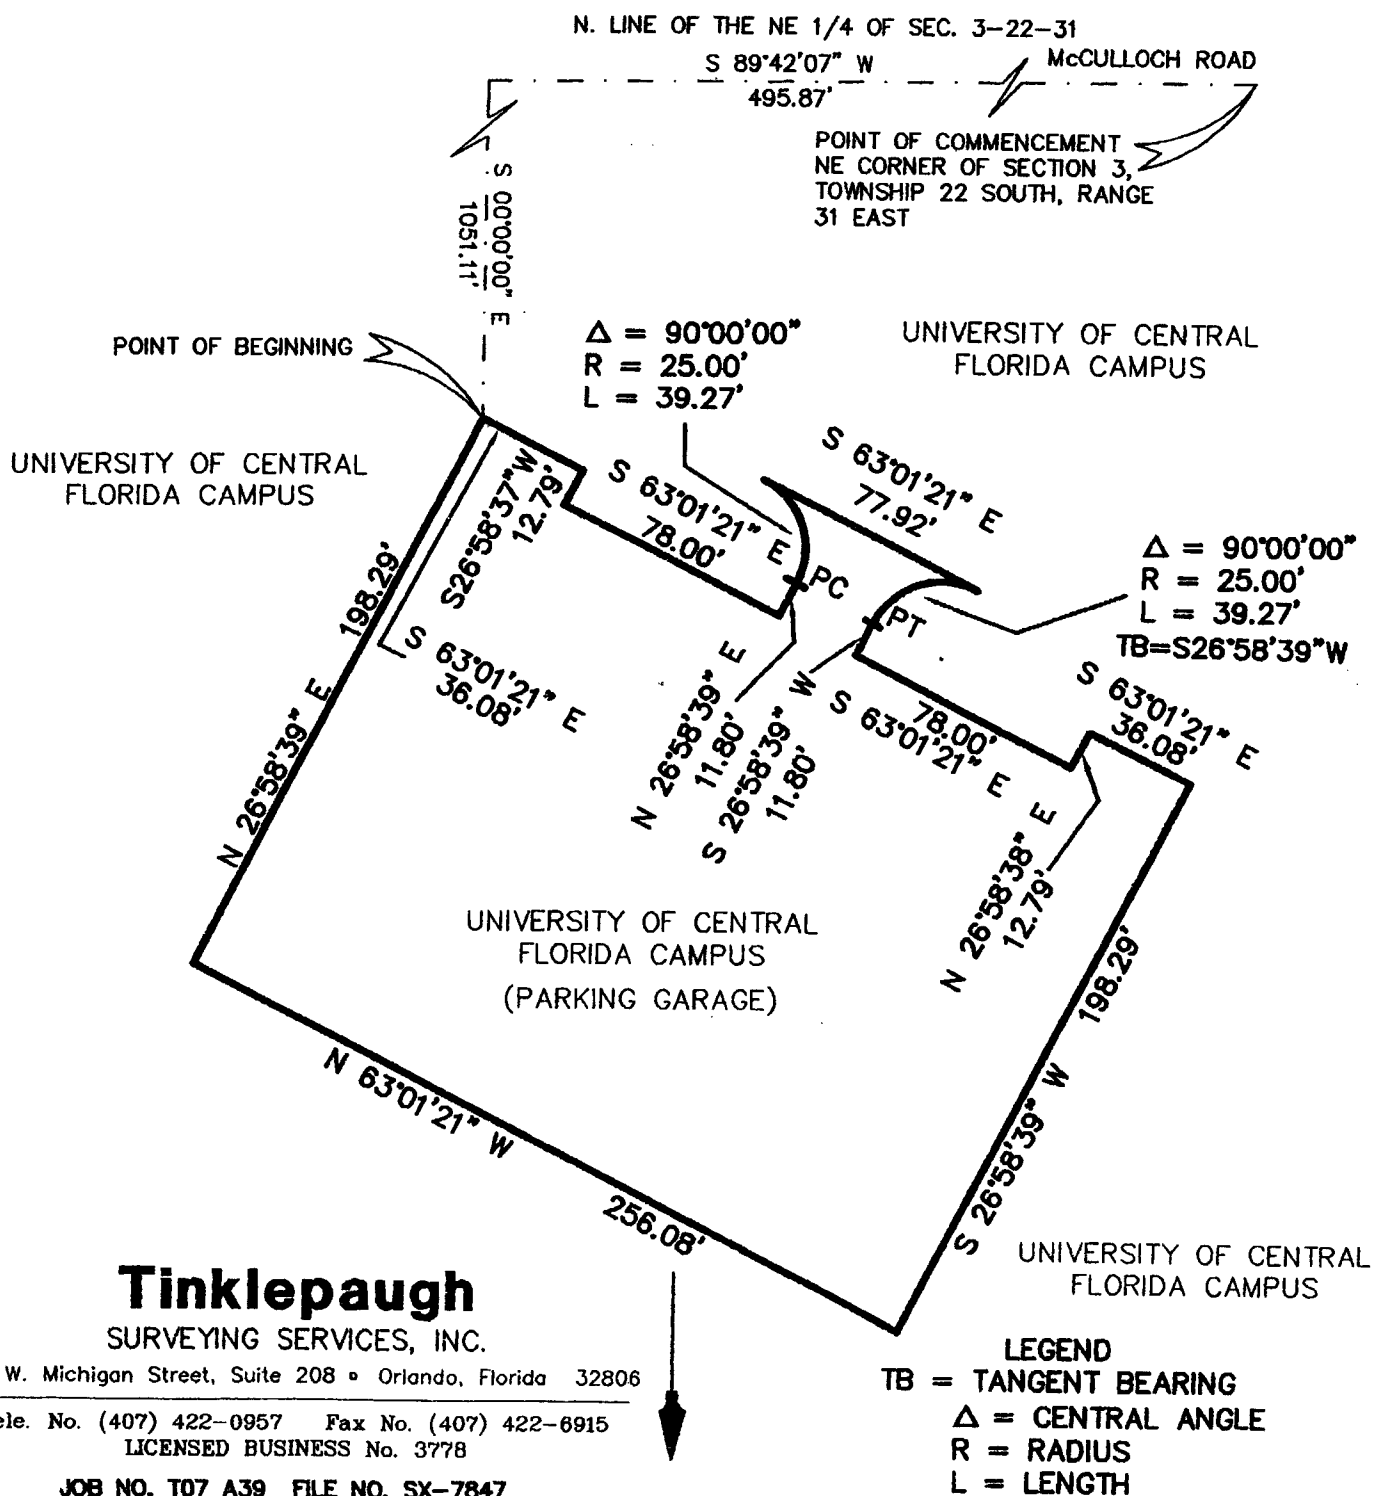 N. LINE OF THE NE 1/4 OF SEC. 3-22-31
S 89°42'07" W
McCULLOCH ROAD
495.87'
POINT OF COMMENCEMENT
NE CORNER OF SECTION 3,
TOWNSHIP 22 SOUTH, RANGE
31 EAST
S 00°00'00" E
1051.11'
POINT OF BEGINNING
Δ = 90°00'00"
R = 25.00'
L = 39.27'
UNIVERSITY OF CENTRAL
FLORIDA CAMPUS
UNIVERSITY OF CENTRAL
FLORIDA CAMPUS
S26°58'37"W
12.79'
S 63°01'21" E
78.00'
S 63°01'21" E
77.92'
PC
PT
Δ = 90°00'00"
R = 25.00'
L = 39.27'
TB=S26°58'39"W
198.29'
N 26°58'39" E
S 63°01'21" E
36.08'
N 26°58'39" E
11.80'
S 26°58'39" W
11.80'
78.00'
S 63°01'21" E
S 63°01'21" E
36.08'
N 26°58'38" E
12.79'
UNIVERSITY OF CENTRAL
FLORIDA CAMPUS
(PARKING GARAGE)
198.29'
S 26°58'39" W
N 63°01'21" W
256.08'
UNIVERSITY OF CENTRAL
FLORIDA CAMPUS
Tinklepaugh
SURVEYING SERVICES, INC.
W. Michigan Street, Suite 208 ▫ Orlando, Florida 32806
ele. No. (407) 422-0957 Fax No. (407) 422-6915
LICENSED BUSINESS No. 3778
JOB NO. T07 A39 FILE NO. SX-7847
LEGEND
TB = TANGENT BEARING
Δ = CENTRAL ANGLE
R = RADIUS
L = LENGTH